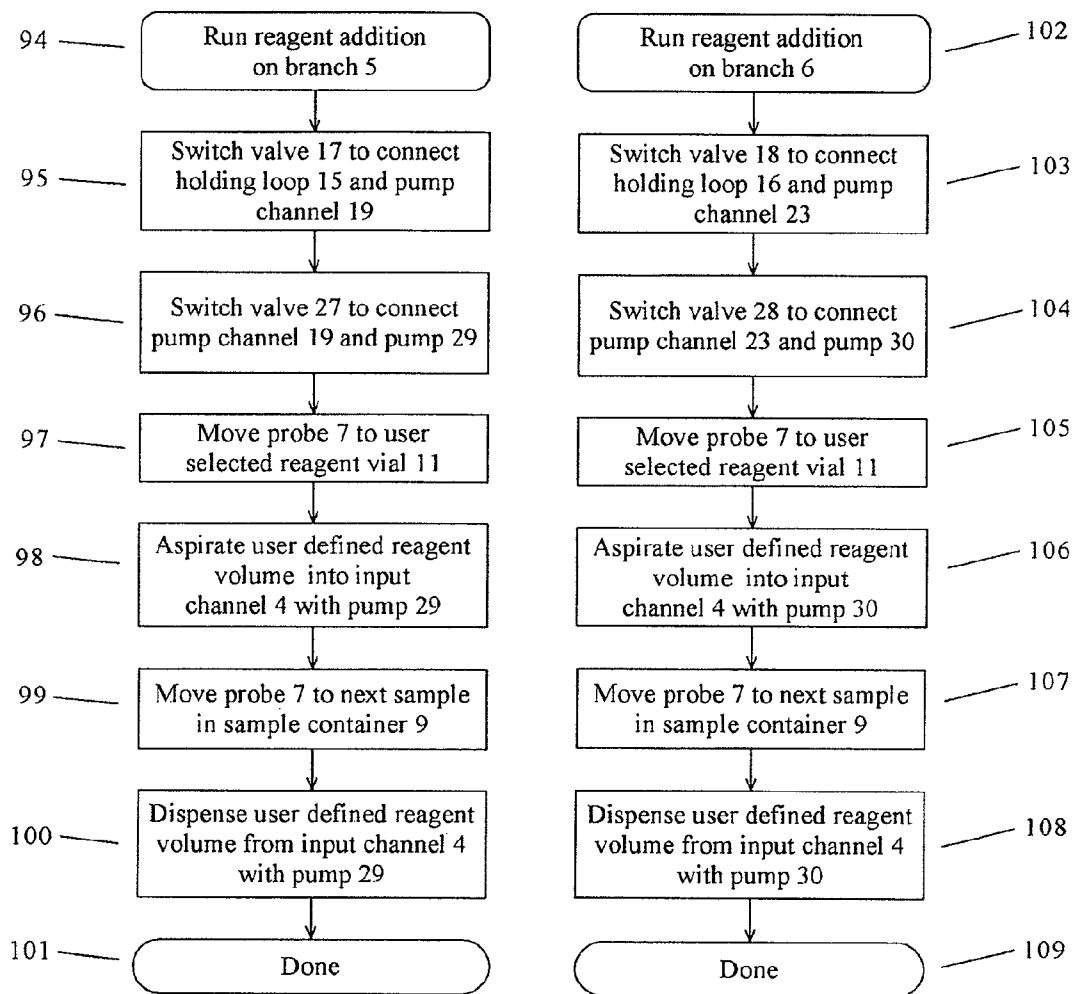 94
Run reagent addition
on branch 5
95
Switch valve 17 to connect
holding loop 15 and pump
channel 19
96
Switch valve 27 to connect
pump channel 19 and pump 29
97
Move probe 7 to user
selected reagent vial 11
98
Aspirate user defined reagent
volume into input
channel 4 with pump 29
99
Move probe 7 to next sample
in sample container 9
100
Dispense user defined reagent
volume from input channel 4
with pump 29
101
Done
102
Run reagent addition
on branch 6
103
Switch valve 18 to connect
holding loop 16 and pump
channel 23
104
Switch valve 28 to connect
pump channel 23 and pump 30
105
Move probe 7 to user
selected reagent vial 11
106
Aspirate user defined reagent
volume into input
channel 4 with pump 30
107
Move probe 7 to next sample
in sample container 9
108
Dispense user defined reagent
volume from input channel 4
with pump 30
109
Done